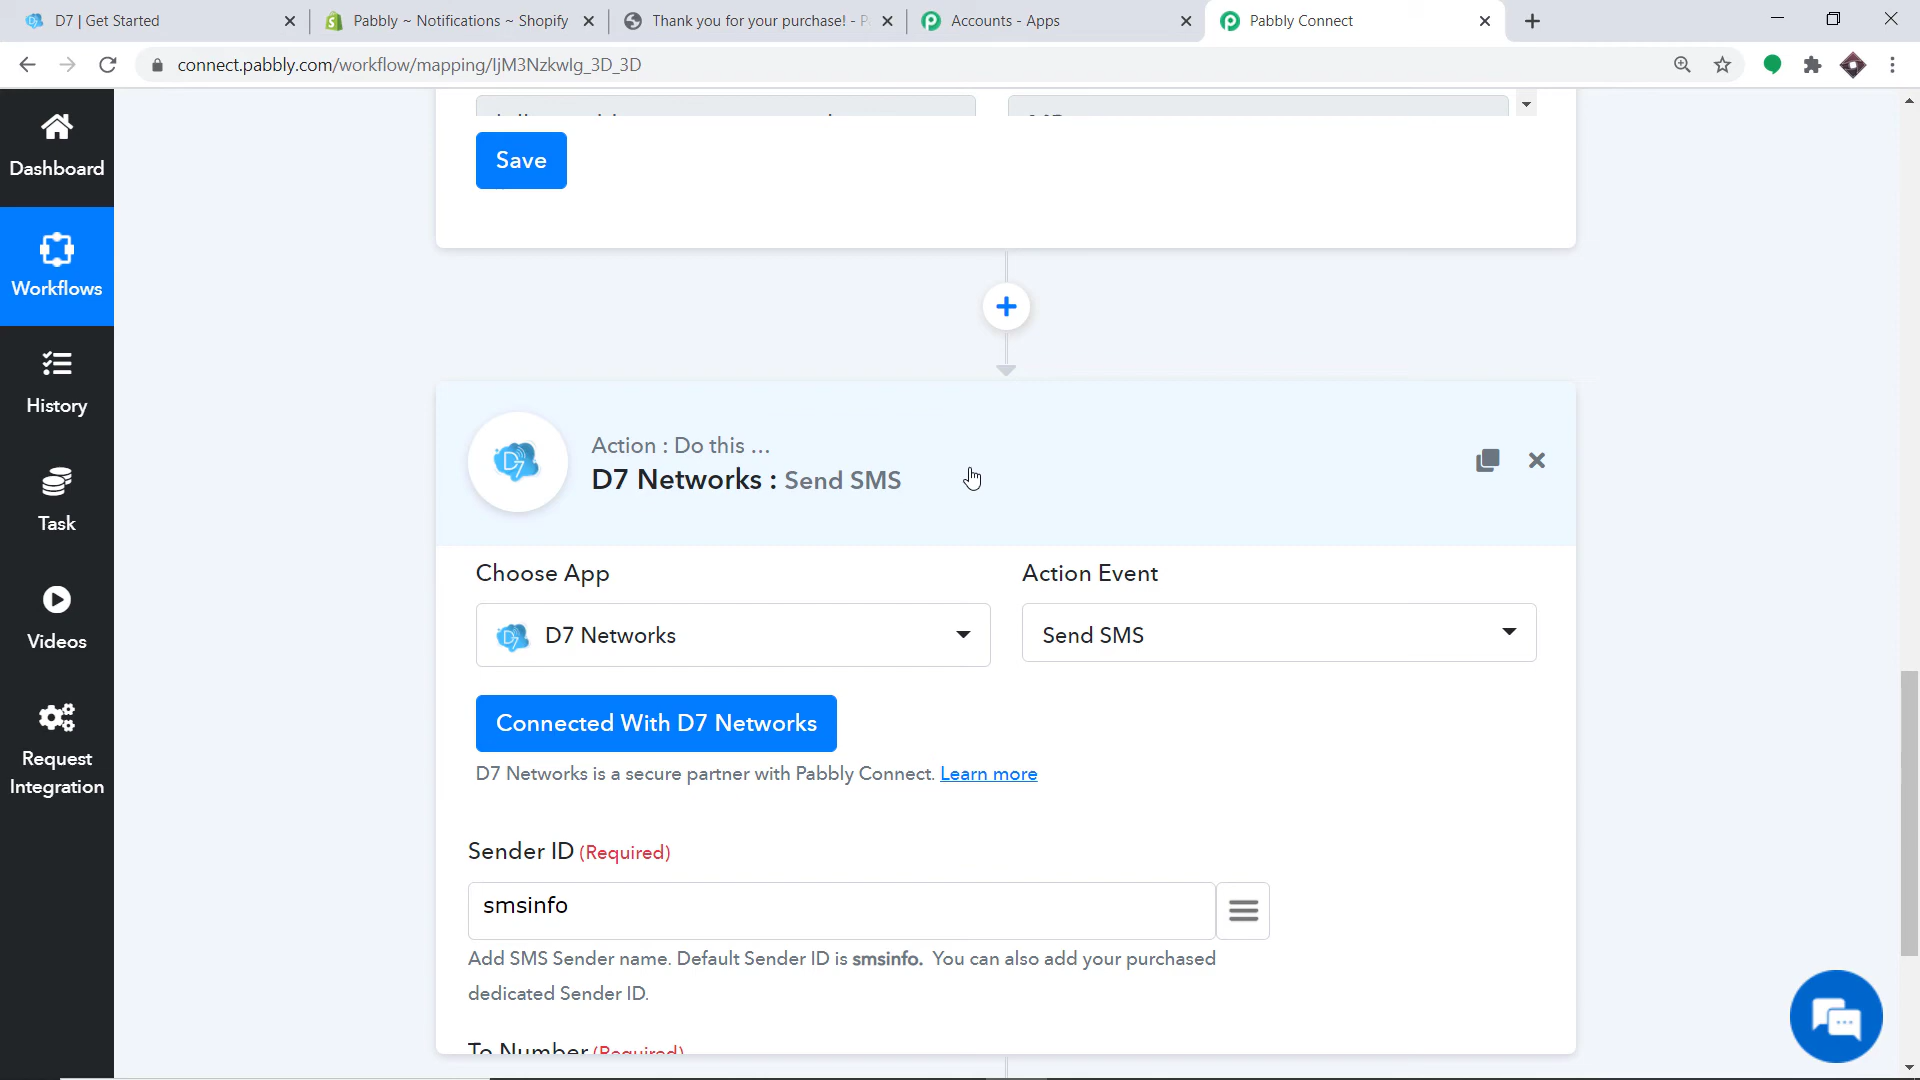 D7 | Get Started
Pabbly ~ Notifications ~ Shopify
Thank you for your purchase! - P
Accounts - Apps
Pabbly Connect
connect.pabbly.com/workflow/mapping/IjM3NzkwIg_3D_3D
Dashboard
Workflows
History
Task
Videos
Request
Integration
Save
Action : Do this ...
D7 Networks : Send SMS
Choose App
Action Event
D7 Networks
Send SMS
Connected With D7 Networks
D7 Networks is a secure partner with Pabbly Connect. Learn more
Sender ID (Required)
smsinfo
Add SMS Sender name. Default Sender ID is smsinfo. You can also add your purchased
dedicated Sender ID.
To Number (Required)